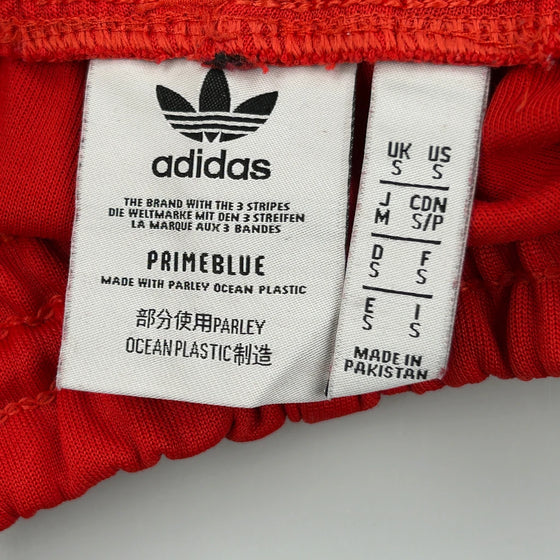 adidas
THE BRAND WITH THE 3 STRIPES
DIE WELTMARKE MIT DEN 3 STREIFEN
LA MARQUE AUX 3 BANDES
PRIMEBLUE
MADE WITH PARLEY OCEAN PLASTIC
部分使用PARLEY
OCEAN PLASTIC制造
UK US
S S
J CDN
M S/P
D F
S S
E I
S S
MADE IN
PAKISTAN